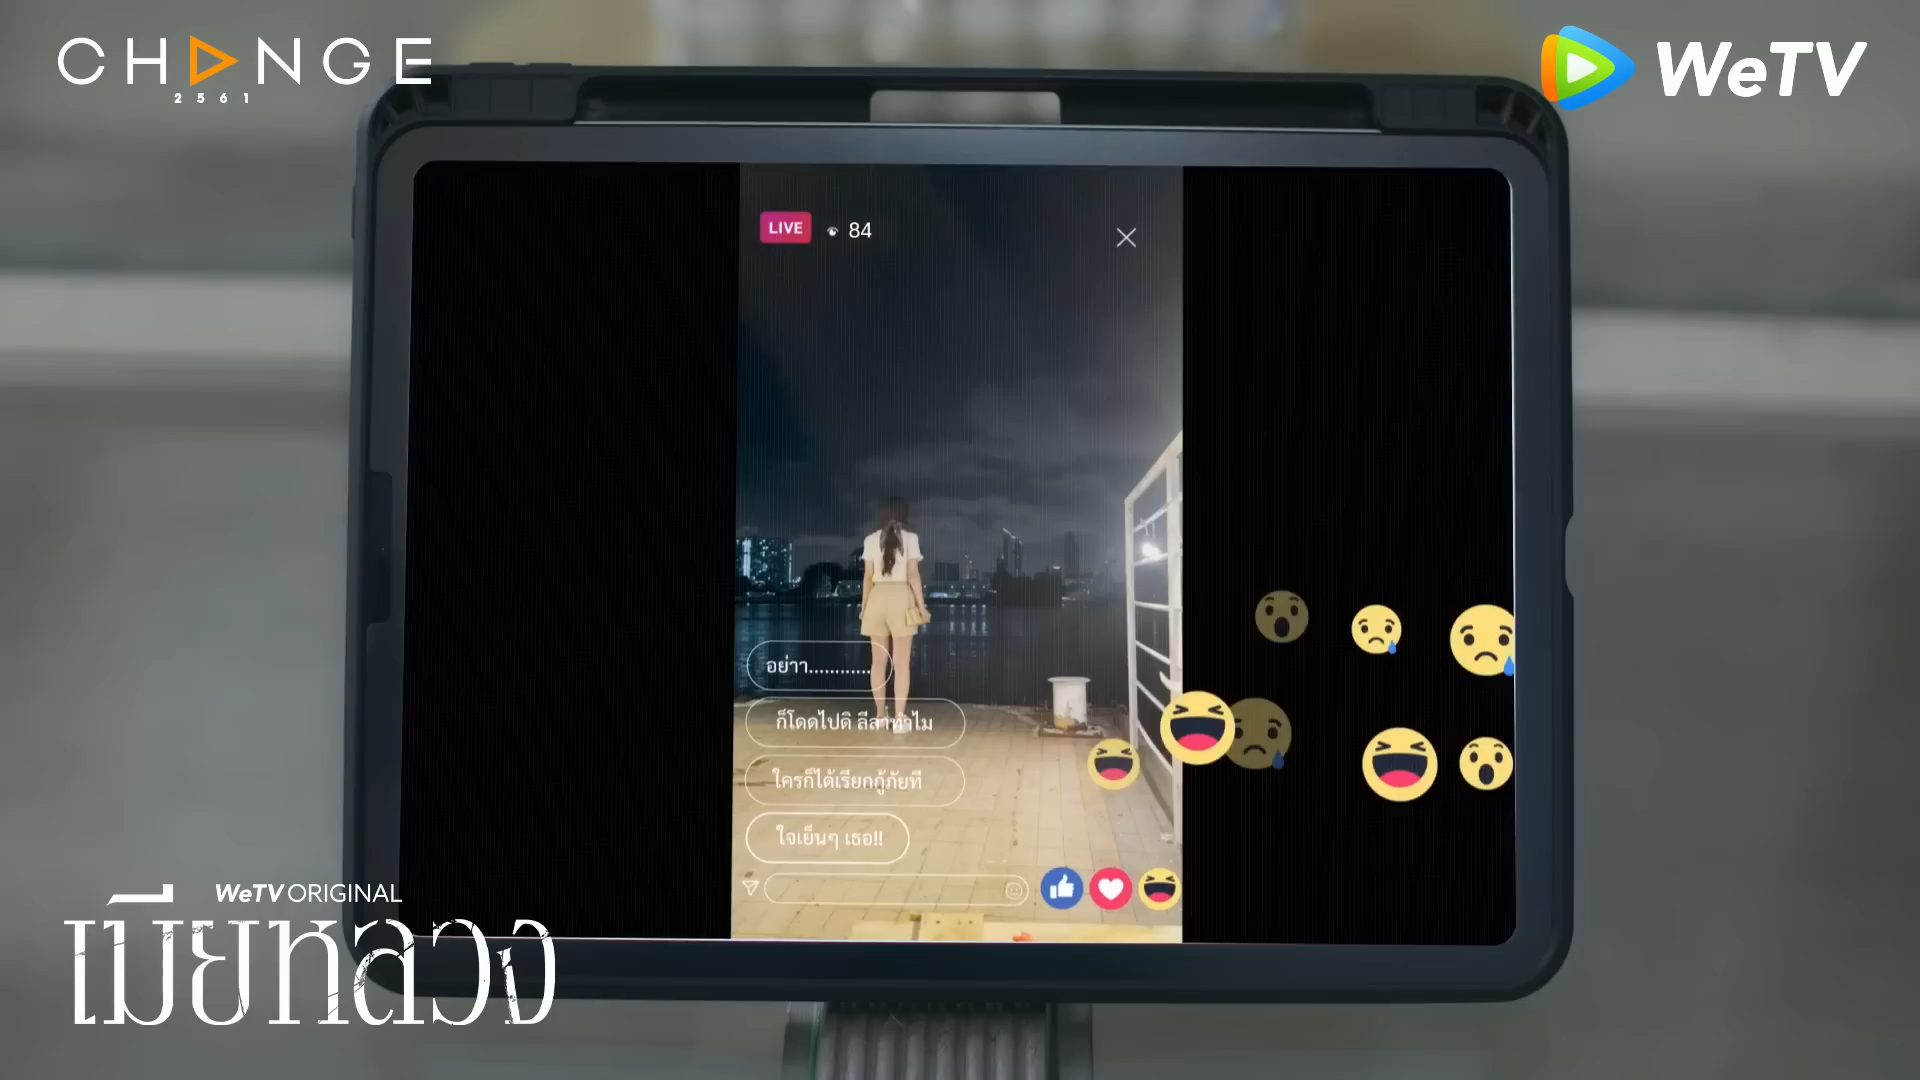 CHANGE
2561
WeTV
LIVE 84
อย่าา............
ก็โดดไปดิ ลีลาทำไม
ใครก็ได้เรียกกู้ภัยที
ใจเย็นๆ เธอ!!
WeTV ORIGINAL
เมียหลวง